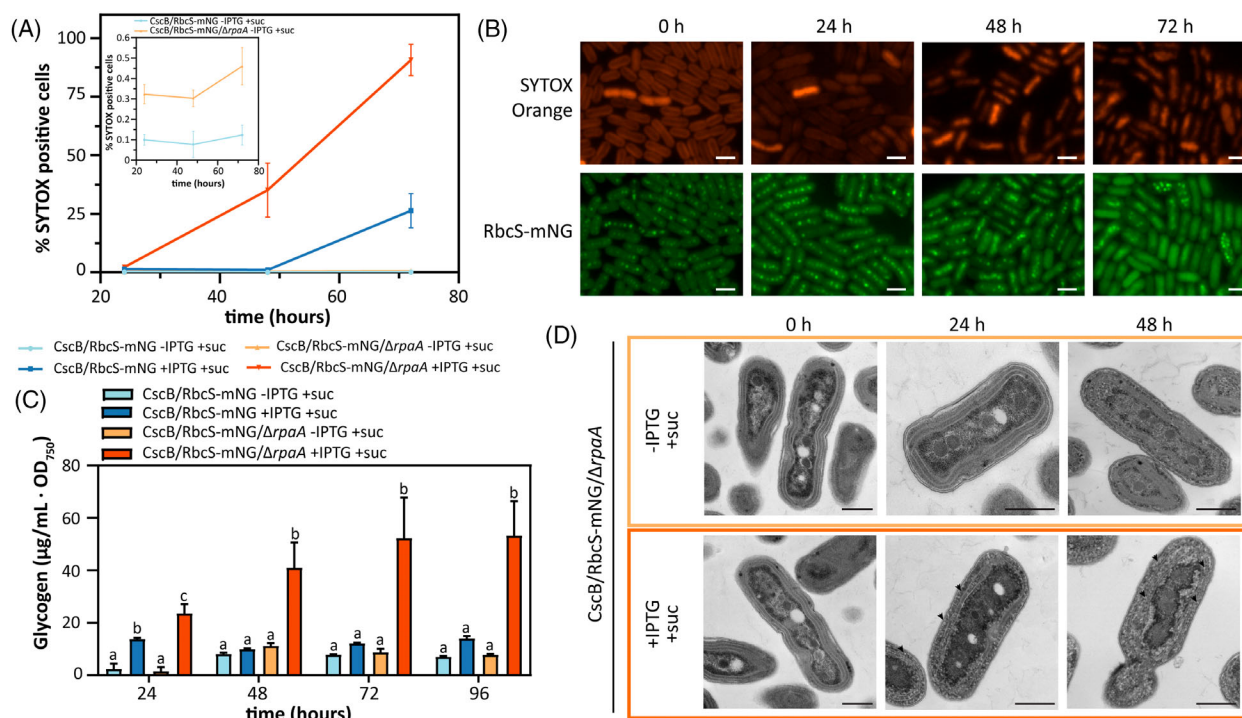 (A)
CscB/RbcS-mNG -IPTG +suc
CscB/RbcS-mNG/ΔrpaA -IPTG +suc
% SYTOX positive cells
100
75
50
25
0
20
40
60
80
time (hours)
% SYTOX positive cells
0.6
0.5
0.4
0.3
0.2
0.1
0
20 30 40 50 60 70 80
time (hours)
CscB/RbcS-mNG -IPTG +suc
CscB/RbcS-mNG/ΔrpaA -IPTG +suc
CscB/RbcS-mNG +IPTG +suc
CscB/RbcS-mNG/ΔrpaA +IPTG +suc
(B)
0 h
24 h
48 h
72 h
SYTOX
Orange
RbcS-mNG
(C)
CscB/RbcS-mNG -IPTG +suc
CscB/RbcS-mNG +IPTG +suc
CscB/RbcS-mNG/ΔrpaA -IPTG +suc
CscB/RbcS-mNG/ΔrpaA +IPTG +suc
Glycogen (µg/mL · OD750)
80
60
40
20
0
a b a c
a a a b
a a a b
a a a b
24
48
72
96
time (hours)
(D)
0 h
24 h
48 h
CscB/RbcS-mNG/ΔrpaA
-IPTG
+suc
+IPTG
+suc